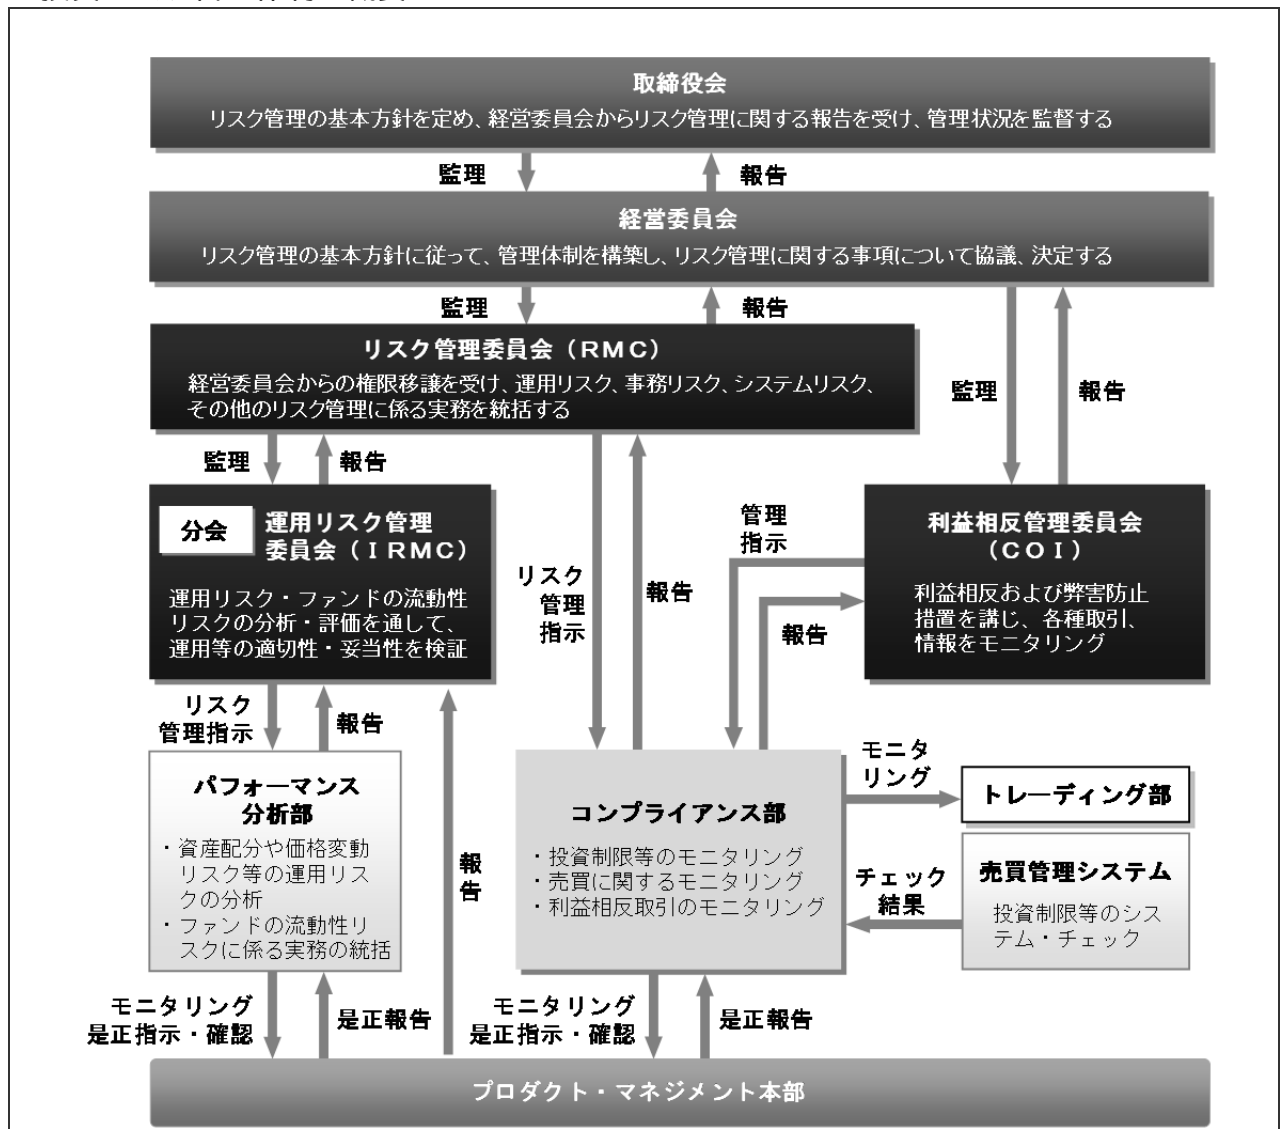 取締役会
リスク管理の基本方針を定め、経営委員会からリスク管理に関する報告を受け、管理状況を監督する
監理
報告
経営委員会
リスク管理の基本方針に従って、管理体制を構築し、リスク管理に関する事項について協議、決定する
監理
報告
リスク管理委員会（RMC）
経営委員会からの権限移譲を受け、運用リスク、事務リスク、システムリスク、
その他のリスク管理に係る実務を統括する
監理
報告
監理
報告
分会
運用リスク管理
委員会（IRMC）
運用リスク・ファンドの流動性
リスクの分析・評価を通して、
運用等の適切性・妥当性を検証
リスク
管理
指示
報告
管理
指示
報告
利益相反管理委員会
（COI）
利益相反および弊害防止
措置を講じ、各種取引、
情報をモニタリング
リスク
管理指示
報告
パフォーマンス
分析部
・資産配分や価格変動
リスク等の運用リス
クの分析
・ファンドの流動性リ
スクに係る実務の統括
報
告
コンプライアンス部
・投資制限等のモニタリング
・売買に関するモニタリング
・利益相反取引のモニタリング
モニタ
リング
トレーディング部
チェック
結果
売買管理システム
投資制限等のシス
テム・チェック
モニタリング
是正指示・確認
是正報告
モニタリング
是正指示・確認
是正報告
プロダクト・マネジメント本部